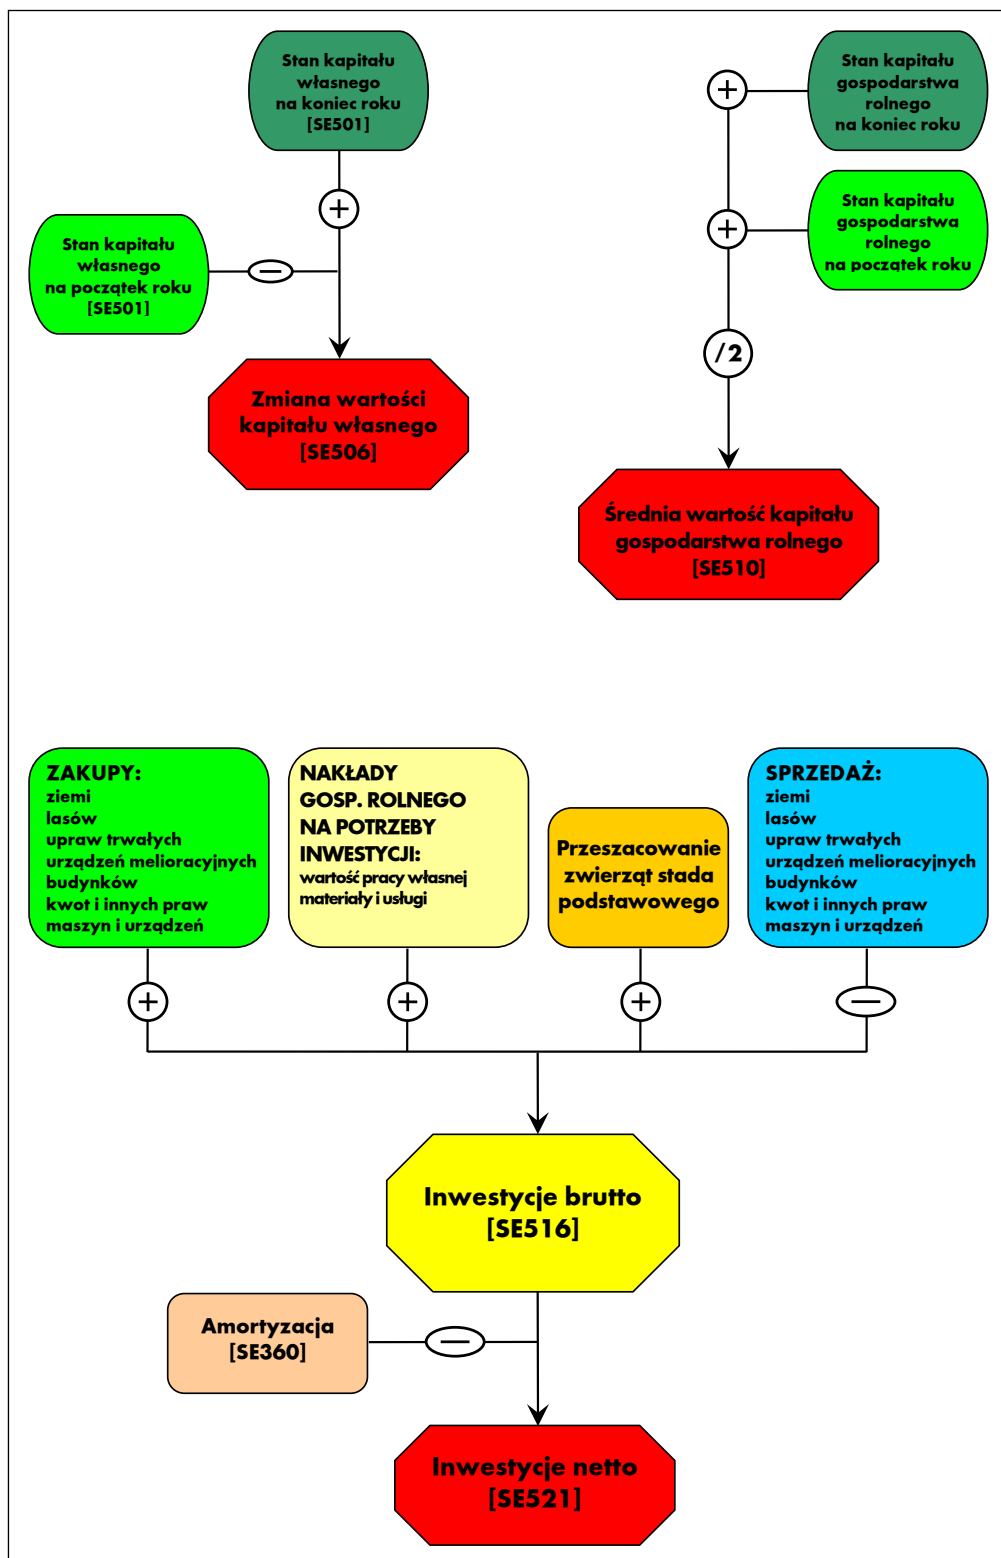 Stan kapitału
własnego
na koniec roku
[SE501]
+
Stan kapitału
własnego
na początek roku
[SE501]
−
Zmiana wartości
kapitału własnego
[SE506]
Stan kapitału
gospodarstwa
rolnego
na koniec roku
+
Stan kapitału
gospodarstwa
rolnego
na początek roku
+
/2
Średnia wartość kapitału
gospodarstwa rolnego
[SE510]
ZAKUPY:
ziemi
lasów
upraw trwałych
urządzeń melioracyjnych
budynków
kwot i innych praw
maszyn i urządzeń
NAKŁADY
GOSP. ROLNEGO
NA POTRZEBY
INWESTYCJI:
wartość pracy własnej
materiały i usługi
Przeszacowanie
zwierząt stada
podstawowego
SPRZEDAŻ:
ziemi
lasów
upraw trwałych
urządzeń melioracyjnych
budynków
kwot i innych praw
maszyn i urządzeń
+
+
+
−
Inwestycje brutto
[SE516]
Amortyzacja
[SE360]
−
Inwestycje netto
[SE521]